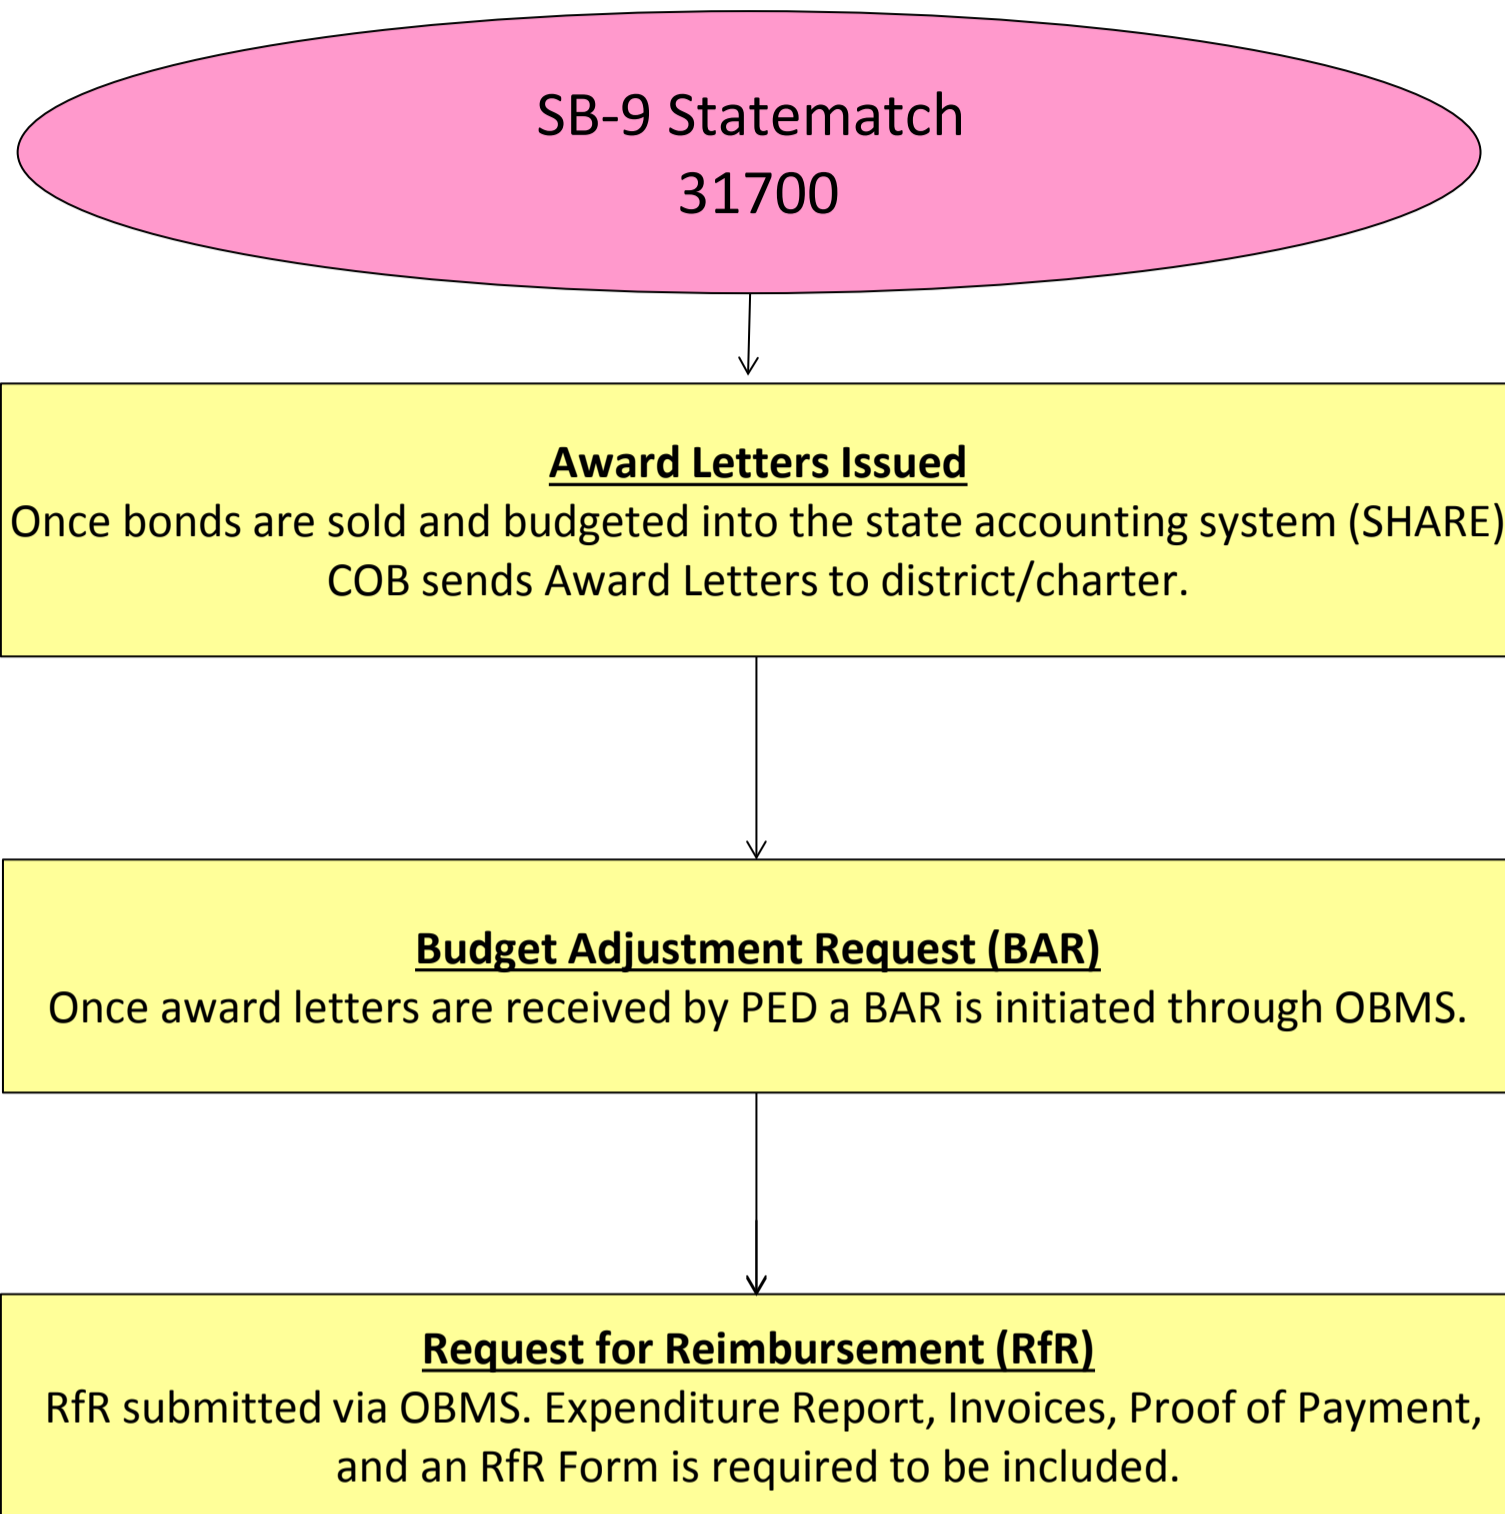 SB-9 Statematch
31700
Award Letters Issued
Once bonds are sold and budgeted into the state accounting system (SHARE)
COB sends Award Letters to district/charter.
Budget Adjustment Request (BAR)
Once award letters are received by PED a BAR is initiated through OBMS.
Request for Reimbursement (RfR)
RfR submitted via OBMS. Expenditure Report, Invoices, Proof of Payment,
and an RfR Form is required to be included.